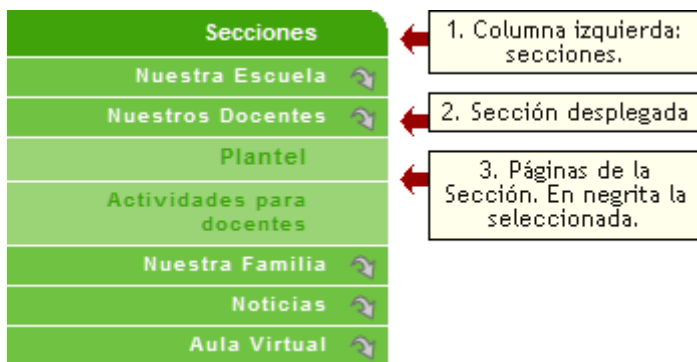 Secciones
Nuestra Escuela
Nuestros Docentes
Plantel
Actividades para
docentes
Nuestra Familia
Noticias
Aula Virtual
1. Columna izquierda:
secciones.
2. Sección desplegada
3. Páginas de la
Sección. En negrita la
seleccionada.